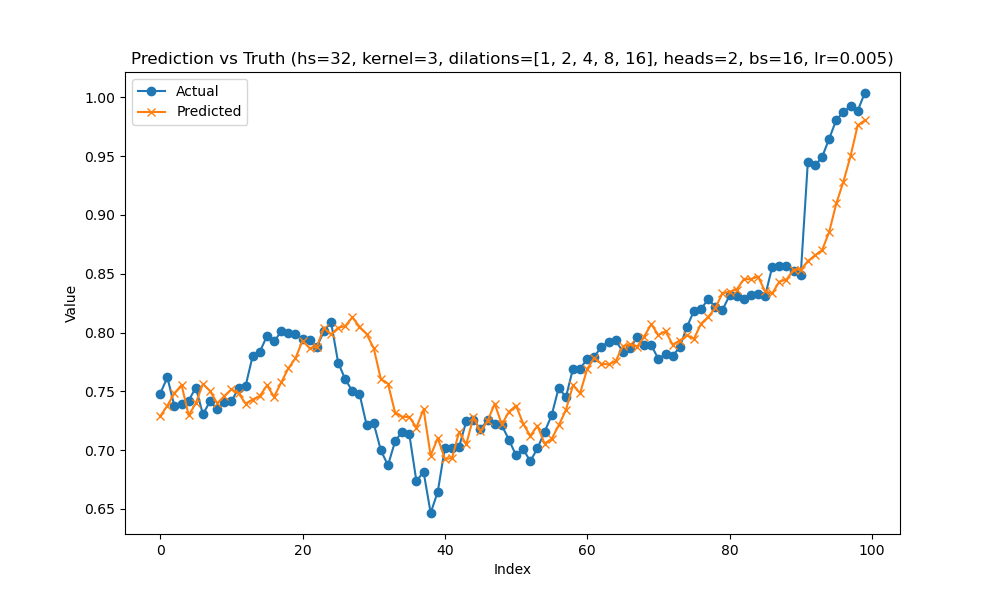 Prediction vs Truth (hs=32, kernel=3, dilations=[1, 2, 4, 8, 16], heads=2, bs=16, lr=0.005)
Actual
Predicted
1.00
0.95
0.90
0.85
0.80
0.75
0.70
0.65
Value
0 20 40 60 80 100
Index